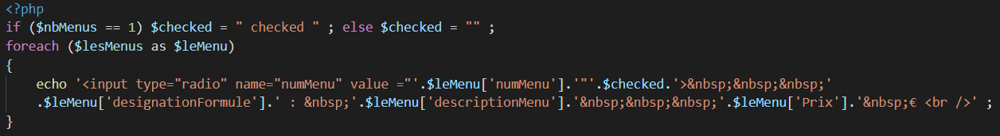 <?php
if ($nbMenus == 1) $checked = " checked " ; else $checked = "" ;
foreach ($lesMenus as $leMenu)
{
    echo '<input type="radio" name="numMenu" value ="'.$leMenu['numMenu'].'"'.$checked.'>&nbsp;&nbsp;&nbsp;'
    .$leMenu['designationFormule'].' : &nbsp;'.$leMenu['descriptionMenu'].'&nbsp;&nbsp;&nbsp;'.$leMenu['Prix'].'&nbsp;€ <br />' ;
}